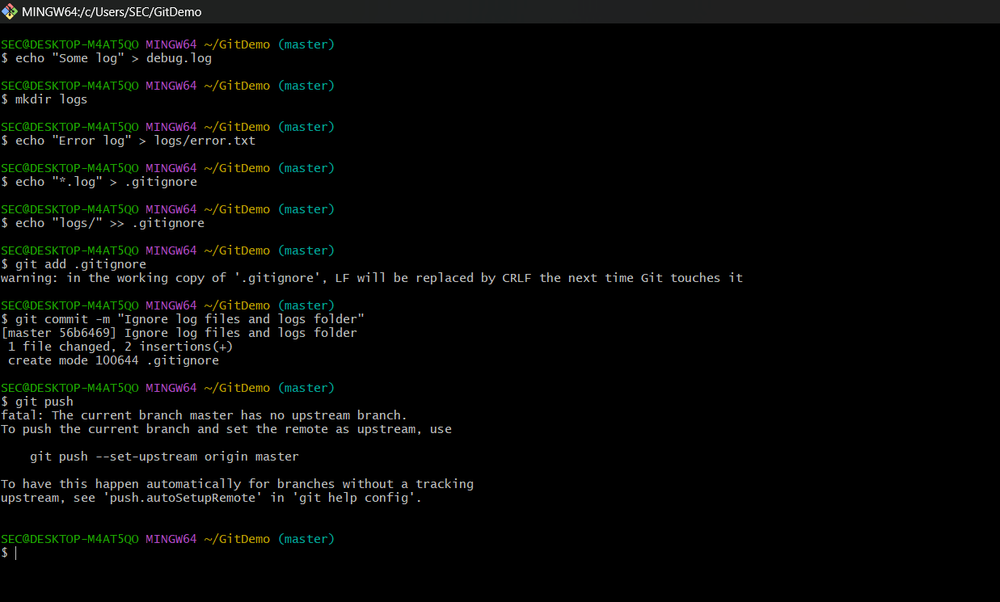 MINGW64:/c/Users/SEC/GitDemo
SEC@DESKTOP-M4AT5QO MINGW64 ~/GitDemo (master)
$ echo "Some log" > debug.log
SEC@DESKTOP-M4AT5QO MINGW64 ~/GitDemo (master)
$ mkdir logs
SEC@DESKTOP-M4AT5QO MINGW64 ~/GitDemo (master)
$ echo "Error log" > logs/error.txt
SEC@DESKTOP-M4AT5QO MINGW64 ~/GitDemo (master)
$ echo "*.log" > .gitignore
SEC@DESKTOP-M4AT5QO MINGW64 ~/GitDemo (master)
$ echo "logs/" >> .gitignore
SEC@DESKTOP-M4AT5QO MINGW64 ~/GitDemo (master)
$ git add .gitignore
warning: in the working copy of '.gitignore', LF will be replaced by CRLF the next time Git touches it
SEC@DESKTOP-M4AT5QO MINGW64 ~/GitDemo (master)
$ git commit -m "Ignore log files and logs folder"
[master 56b6469] Ignore log files and logs folder
 1 file changed, 2 insertions(+)
 create mode 100644 .gitignore
SEC@DESKTOP-M4AT5QO MINGW64 ~/GitDemo (master)
$ git push
fatal: The current branch master has no upstream branch.
To push the current branch and set the remote as upstream, use
    git push --set-upstream origin master
To have this happen automatically for branches without a tracking
upstream, see 'push.autoSetupRemote' in 'git help config'.
SEC@DESKTOP-M4AT5QO MINGW64 ~/GitDemo (master)
$